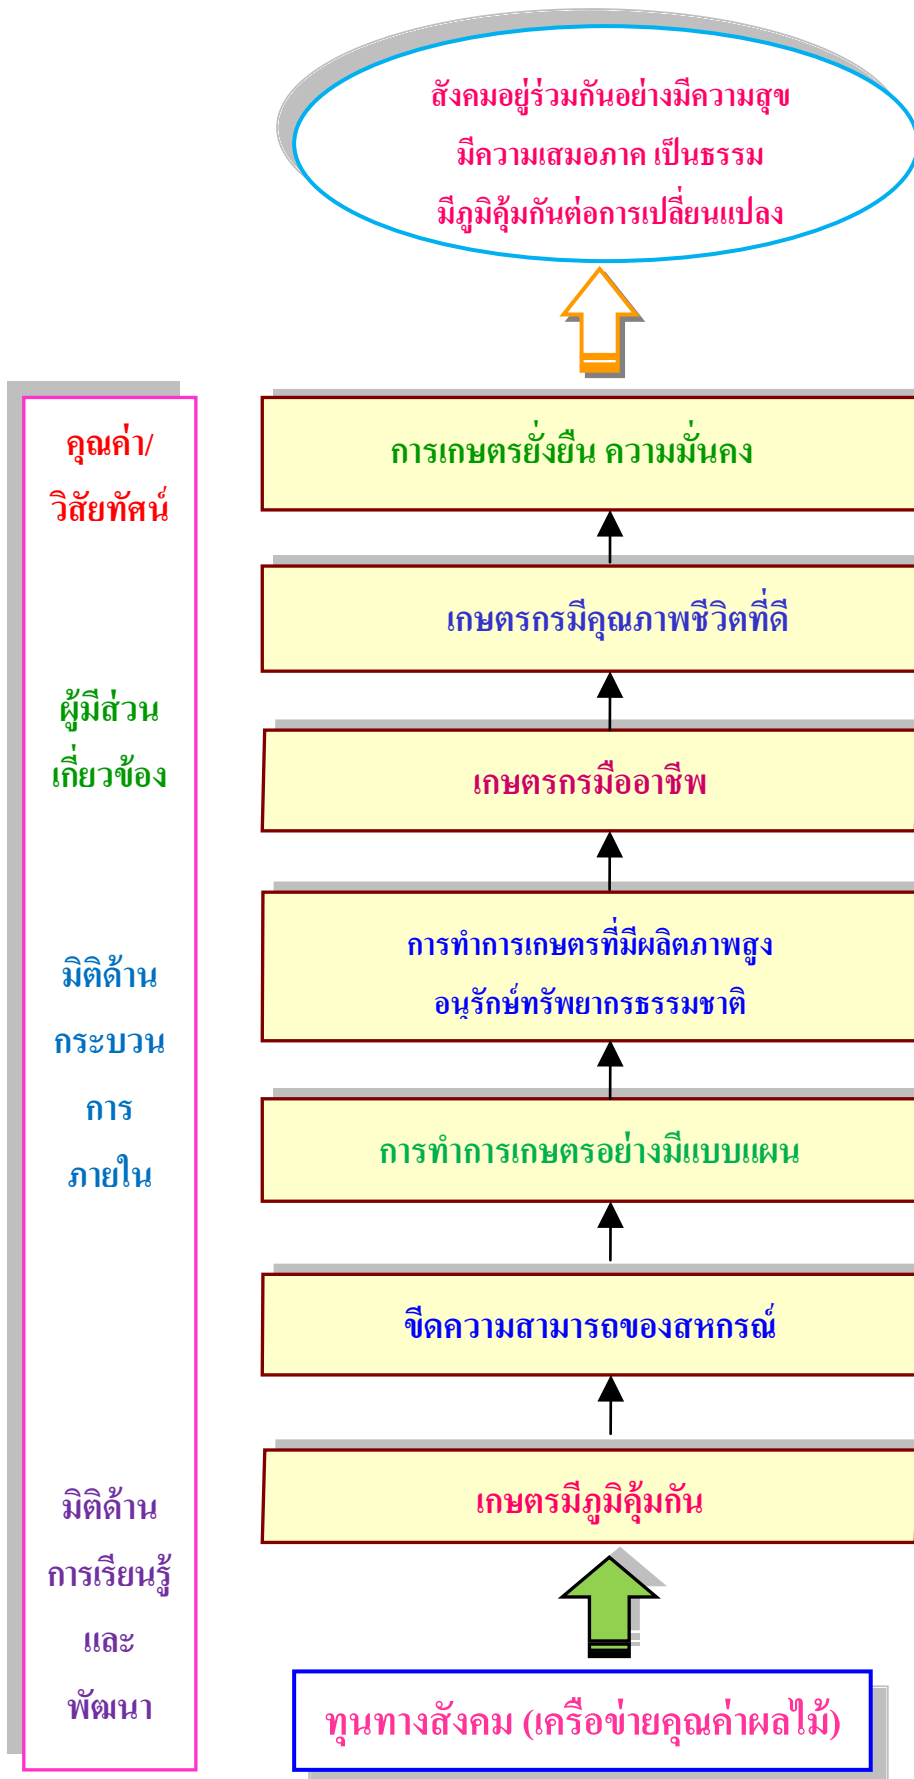 สังคมอยู่ร่วมกันอย่างมีความสุข
มีความเสมอภาค เป็นธรรม
มีภูมิคุ้มกันต่อการเปลี่ยนแปลง
คุณค่า/
วิสัยทัศน์
ผู้มีส่วน
เกี่ยวข้อง
มิติด้าน
กระบวน
การ
ภายใน
มิติด้าน
การเรียนรู้
และ
พัฒนา
การเกษตรยั่งยืน ความมั่นคง
เกษตรกรมีคุณภาพชีวิตที่ดี
เกษตรกรมืออาชีพ
การทำการเกษตรที่มีผลิตภาพสูง
อนุรักษ์ทรัพยากรธรรมชาติ
การทำการเกษตรอย่างมีแบบแผน
ขีดความสามารถของสหกรณ์
เกษตรมีภูมิคุ้มกัน
ทุนทางสังคม (เครือข่ายคุณค่าผลไม้)